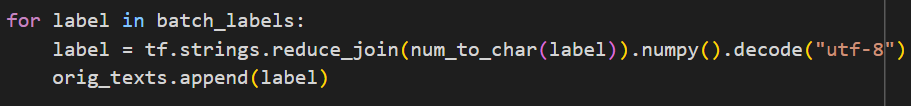 for label in batch_labels:
    label = tf.strings.reduce_join(num_to_char(label)).numpy().decode("utf-8")
    orig_texts.append(label)